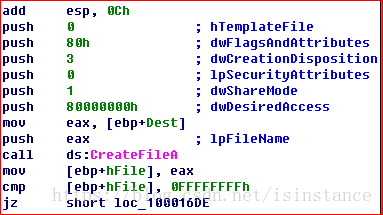 add esp, 0Ch
push 0 ; hTemplateFile
push 80h ; dwFlagsAndAttributes
push 3 ; dwCreationDisposition
push 0 ; lpSecurityAttributes
push 1 ; dwShareMode
push 80000000h ; dwDesiredAccess
mov eax, [ebp+Dest]
push eax ; lpFileName
call ds:CreateFileA
mov [ebp+hFile], eax
cmp [ebp+hFile], 0FFFFFFFFh
jz short loc_100016DE
https://blog.csdn.net/isinstance